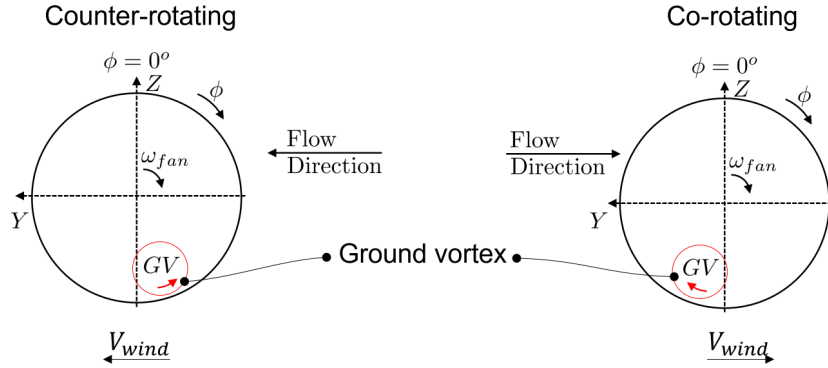 Counter-rotating
Co-rotating
ϕ = 0°
Z
ϕ
ω_fan
Y
GV
V_wind
Flow
Direction
Ground vortex
Flow
Direction
ϕ = 0°
Z
ϕ
ω_fan
Y
GV
V_wind